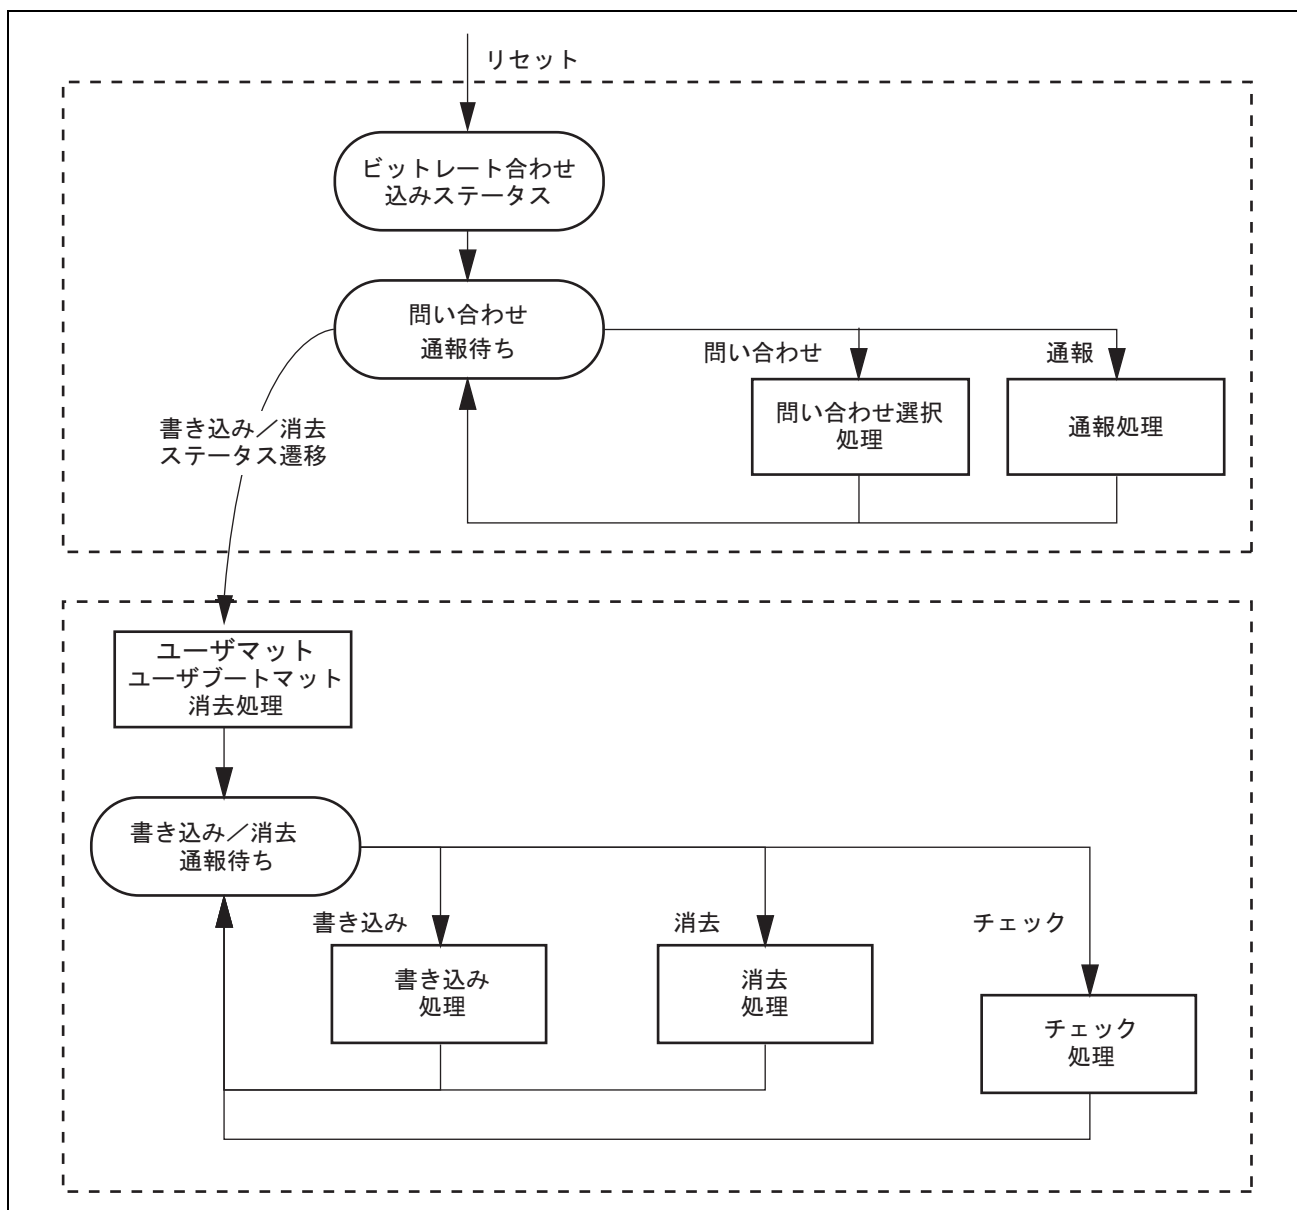 リセット
ビットレート合わせ
込みステータス
問い合わせ
通報待ち
問い合わせ
通報
問い合わせ選択
処理
通報処理
書き込み／消去
ステータス遷移
ユーザマット
ユーザブートマット
消去処理
書き込み／消去
通報待ち
書き込み
消去
チェック
書き込み
処理
消去
処理
チェック
処理